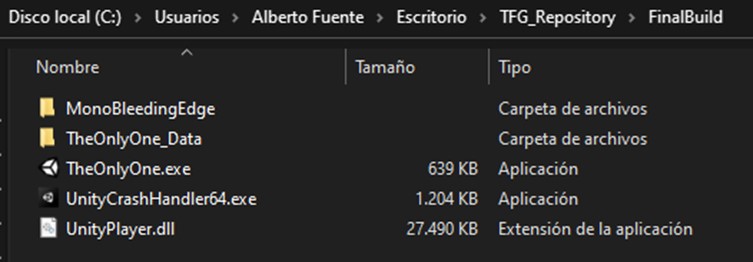 Disco local (C:) > Usuarios > Alberto Fuente > Escritorio > TFG_Repository > FinalBuild
Nombre Tamaño Tipo
MonoBleedingEdge Carpeta de archivos
TheOnlyOne_Data Carpeta de archivos
TheOnlyOne.exe 639 KB Aplicación
UnityCrashHandler64.exe 1.204 KB Aplicación
UnityPlayer.dll 27.490 KB Extensión de la aplicación